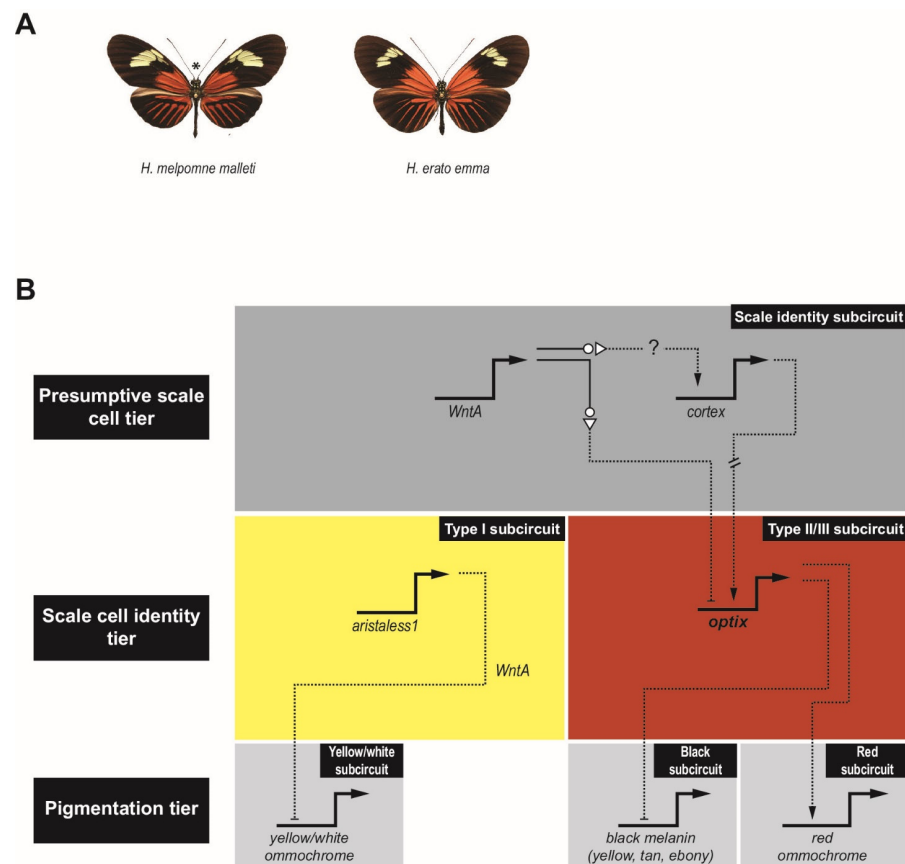 A
*
H. melpomne malleti
H. erato emma
B
Scale identity subcircuit
Presumptive scale
cell tier
?
WntA
cortex
Type I subcircuit
Type II/III subcircuit
Scale cell identity
tier
aristaless1
optix
WntA
Yellow/white
subcircuit
Black
subcircuit
Red
subcircuit
Pigmentation tier
yellow/white
ommochrome
black melanin
(yellow, tan, ebony)
red
ommochrome